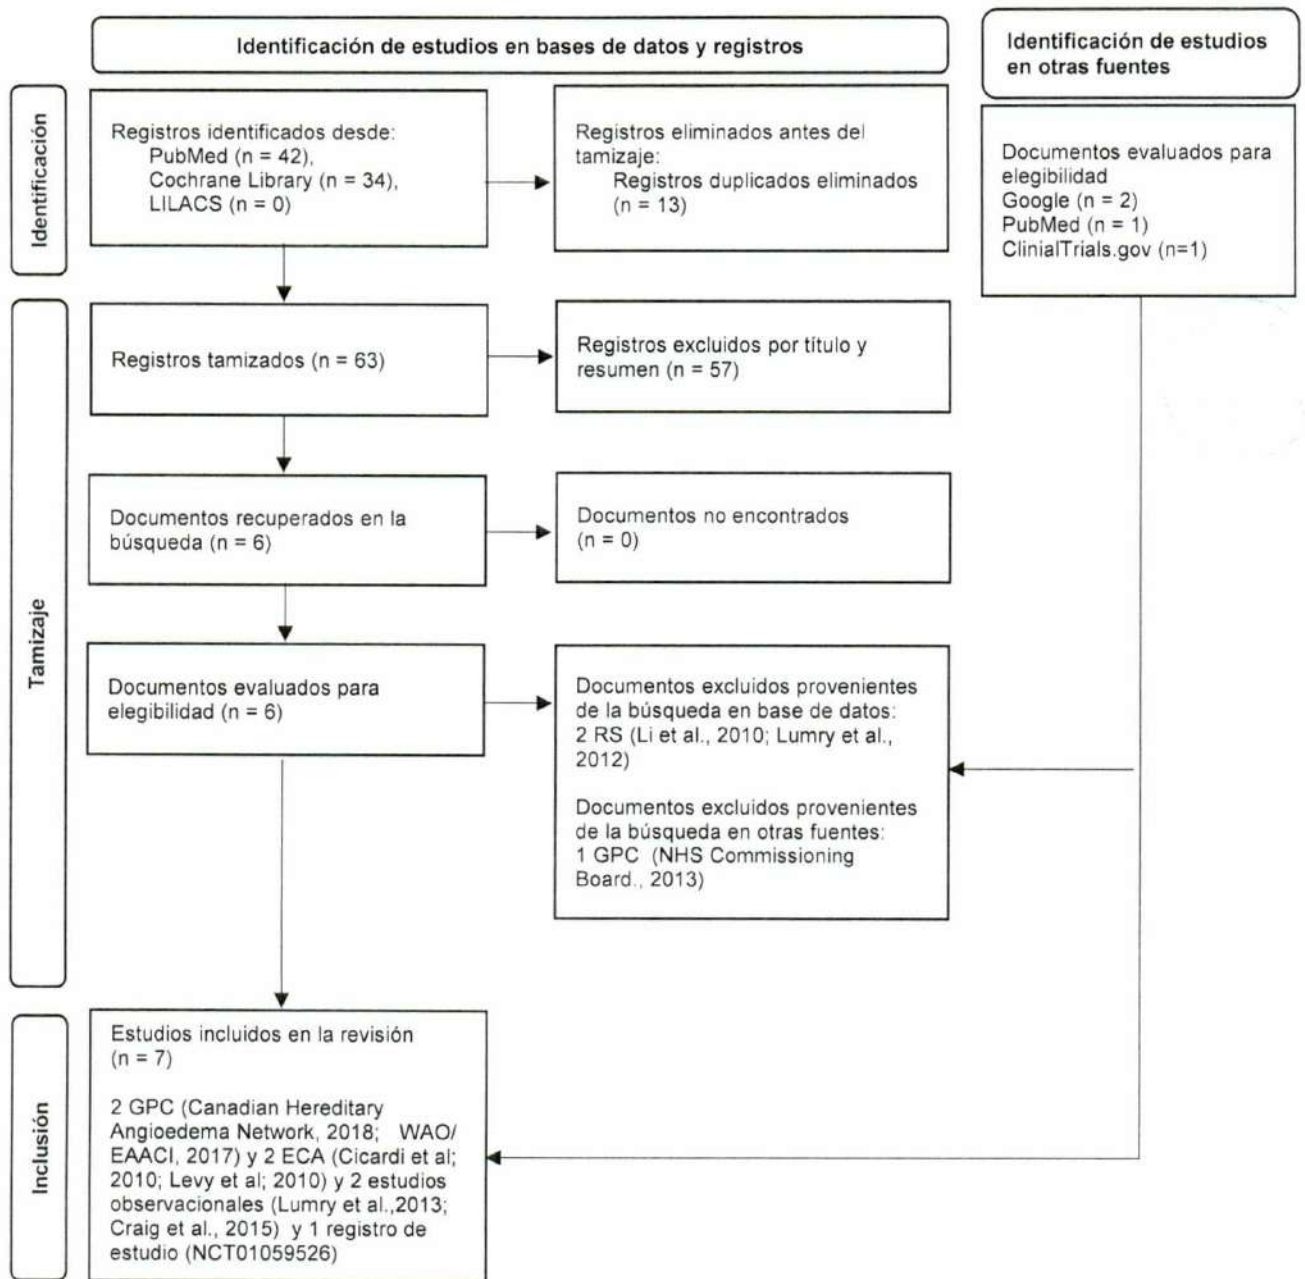 Identificación de estudios en bases de datos y registros
Identificación de estudios
en otras fuentes
Identificación
Registros identificados desde:
PubMed (n = 42),
Cochrane Library (n = 34),
LILACS (n = 0)
Registros eliminados antes del
tamizaje:
Registros duplicados eliminados
(n = 13)
Documentos evaluados para
elegibilidad
Google (n = 2)
PubMed (n = 1)
ClinialTrials.gov (n=1)
Tamizaje
Registros tamizados (n = 63)
Registros excluidos por título y
resumen (n = 57)
Documentos recuperados en la
búsqueda (n = 6)
Documentos no encontrados
(n = 0)
Documentos evaluados para
elegibilidad (n = 6)
Documentos excluidos provenientes
de la búsqueda en base de datos:
2 RS (Li et al., 2010; Lumry et al.,
2012)
Documentos excluidos provenientes
de la búsqueda en otras fuentes:
1 GPC (NHS Commissioning
Board., 2013)
Inclusión
Estudios incluidos en la revisión
(n = 7)
2 GPC (Canadian Hereditary
Angioedema Network, 2018; WAO/
EAACI, 2017) y 2 ECA (Cicardi et al;
2010; Levy et al; 2010) y 2 estudios
observacionales (Lumry et al.,2013;
Craig et al., 2015) y 1 registro de
estudio (NCT01059526)